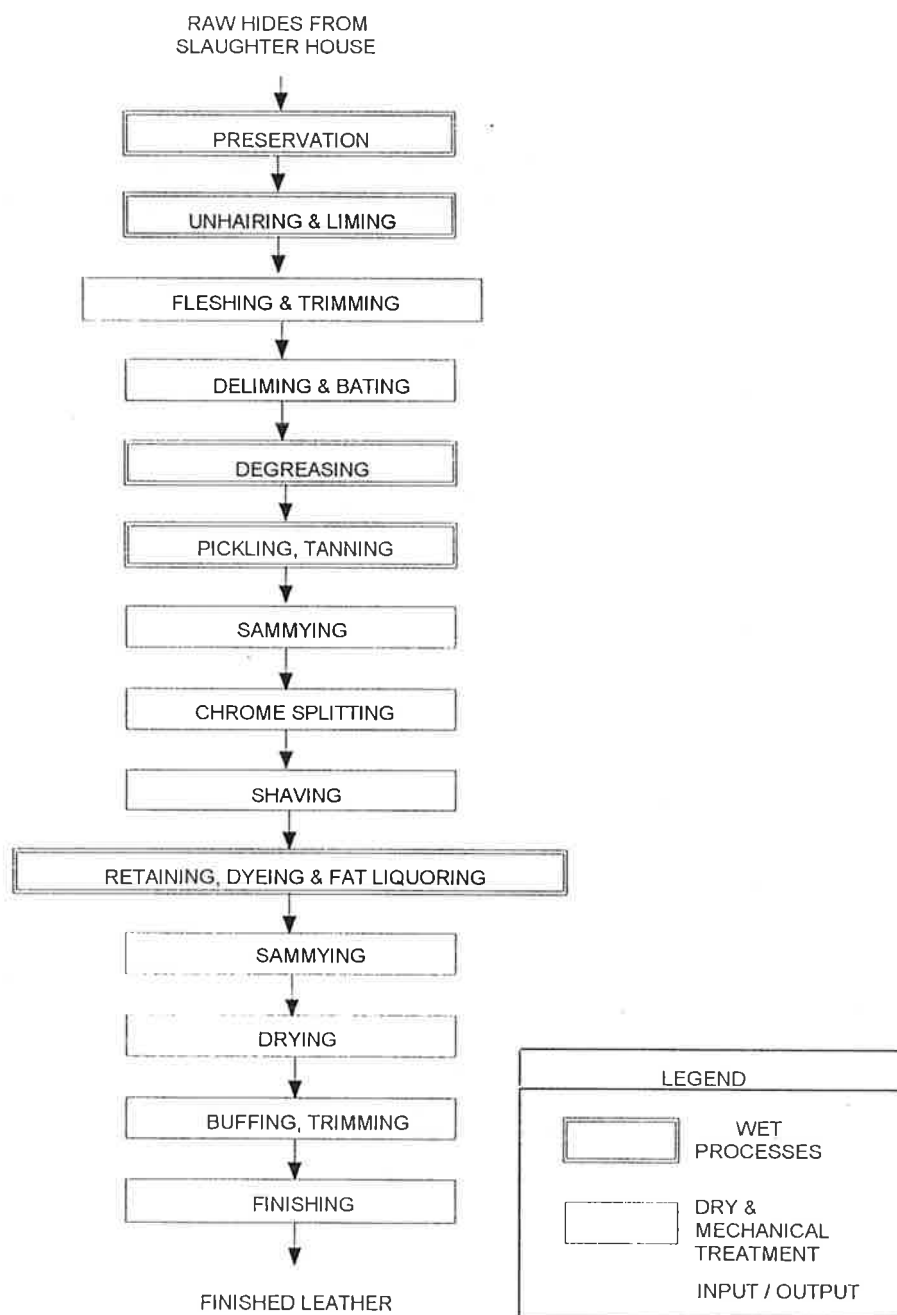 RAW HIDES FROM
SLAUGHTER HOUSE
PRESERVATION
UNHAIRING & LIMING
FLESHING & TRIMMING
DELIMING & BATING
DEGREASING
PICKLING, TANNING
SAMMYING
CHROME SPLITTING
SHAVING
RETAINING, DYEING & FAT LIQUORING
SAMMYING
DRYING
BUFFING, TRIMMING
FINISHING
FINISHED LEATHER
LEGEND
WET
PROCESSES
DRY &
MECHANICAL
TREATMENT
INPUT / OUTPUT